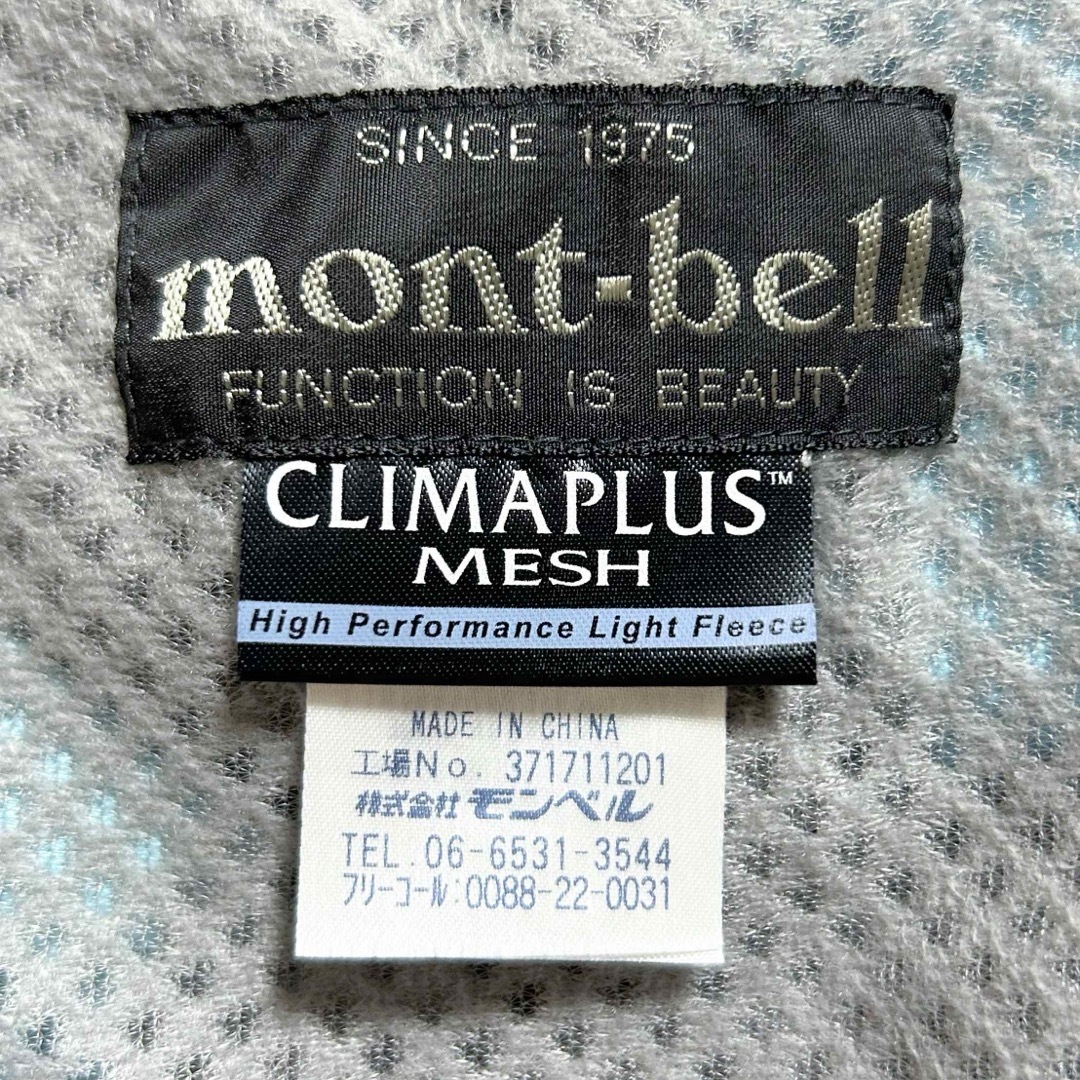 SINCE 1975
mont-bell
FUNCTION IS BEAUTY
CLIMAPLUS™
MESH
High Performance Light Fleece
MADE IN CHINA
工場No. 371711201
株式会社 モンベル
TEL. 06-6531-3544
フリーコール:0088-22-0031